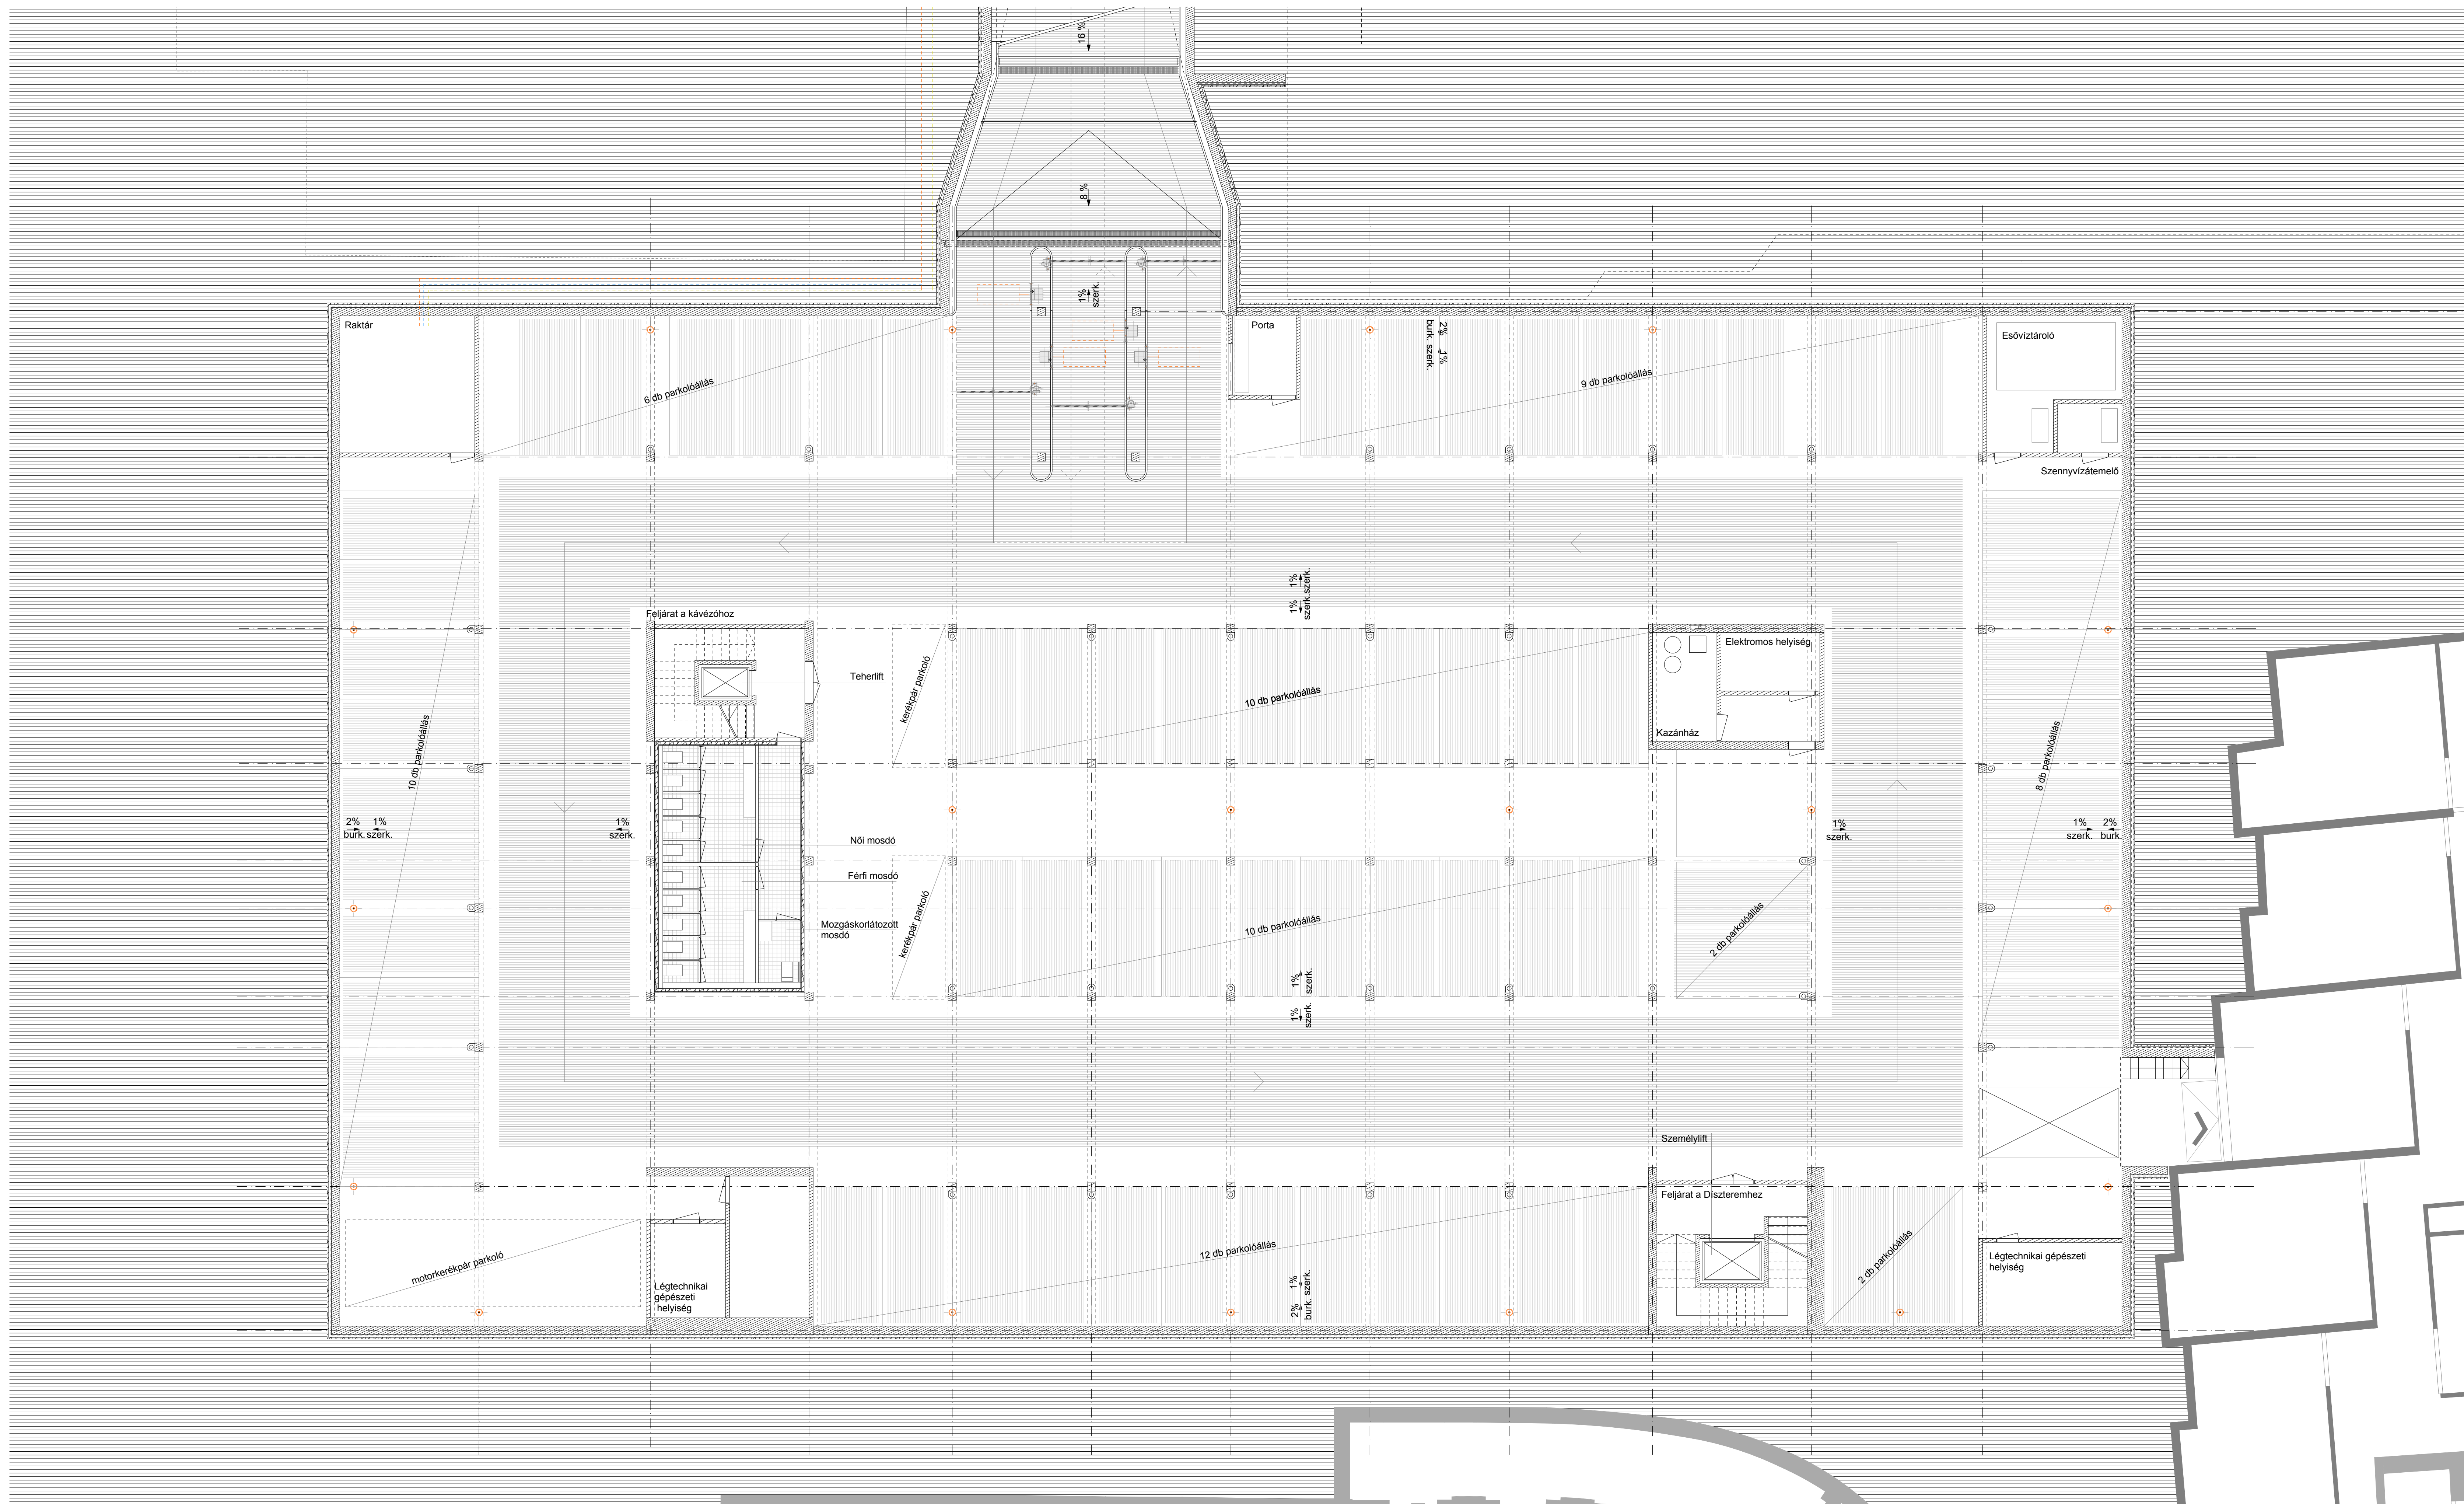 16 %
8 %
1%
szerk.
Raktár
Porta
2%
burk.
1%
szerk.
Esővíztároló
6 db parkolóállás
9 db parkolóállás
Szennyvízátemelő
1%
szerk.
1%
szerk.
Feljárat a kávézóhoz
Elektromos helyiség
Teherlift
kerékpár parkoló
10 db parkolóállás
Kazánház
10 db parkolóállás
8 db parkolóállás
2%
burk.
1%
szerk.
1%
szerk.
1%
szerk.
1%
szerk.
2%
burk.
Női mosdó
Férfi mosdó
Mozgáskorlátozott
mosdó
kerékpár parkoló
10 db parkolóállás
2 db parkolóállás
1%
szerk.
1%
szerk.
Személylift
Feljárat a Díszteremhez
motorkerékpár parkoló
Légtechnikai
gépészeti
helyiség
12 db parkolóállás
1%
szerk.
2%
burk.
2 db parkolóállás
Légtechnikai gépészeti
helyiség